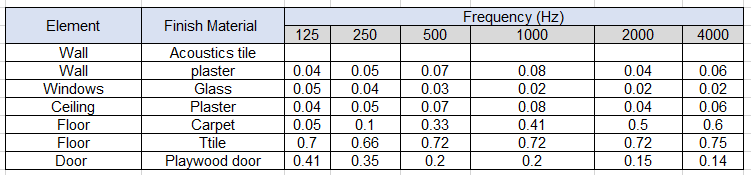 Element Finish Material Frequency (Hz)
125 250 500 1000 2000 4000
Wall Acoustics tile
Wall plaster 0.04 0.05 0.07 0.08 0.04 0.06
Windows Glass 0.05 0.04 0.03 0.02 0.02 0.02
Ceiling Plaster 0.04 0.05 0.07 0.08 0.04 0.06
Floor Carpet 0.05 0.1 0.33 0.41 0.5 0.6
Floor Ttile 0.7 0.66 0.72 0.72 0.72 0.75
Door Playwood door 0.41 0.35 0.2 0.2 0.15 0.14